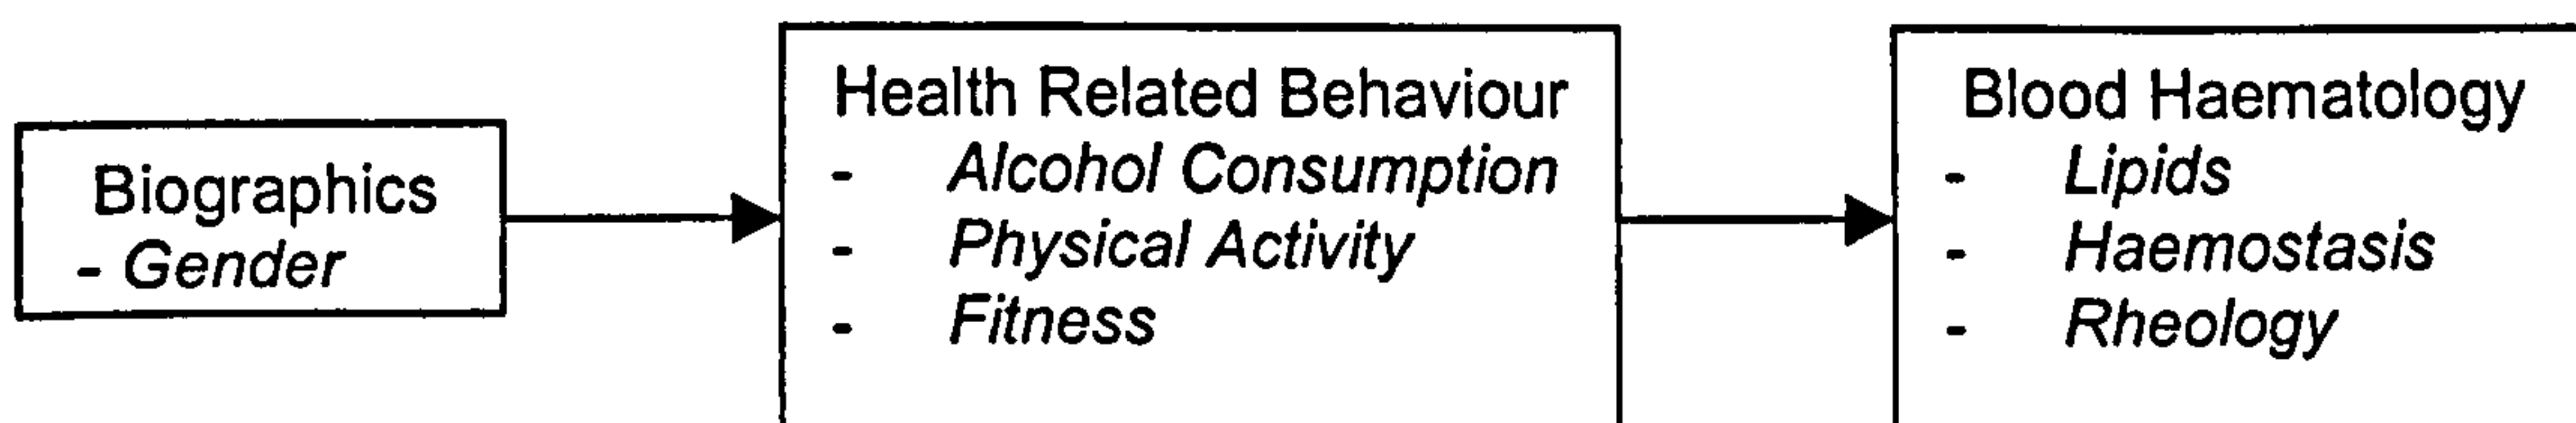 Biographics
- Gender
Health Related Behaviour
- Alcohol Consumption
- Physical Activity
- Fitness
Blood Haematology
- Lipids
- Haemostasis
- Rheology